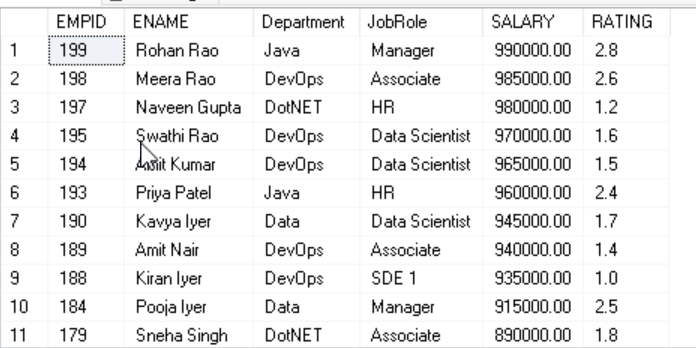 EMPID ENAME Department JobRole SALARY RATING
1 199 Rohan Rao Java Manager 990000.00 2.8
2 198 Meera Rao DevOps Associate 985000.00 2.6
3 197 Naveen Gupta DotNET HR 980000.00 1.2
4 195 Swathi Rao DevOps Data Scientist 970000.00 1.6
5 194 Amit Kumar DevOps Data Scientist 965000.00 1.5
6 193 Priya Patel Java HR 960000.00 2.4
7 190 Kavya Iyer Data Data Scientist 945000.00 1.7
8 189 Amit Nair DevOps Associate 940000.00 1.4
9 188 Kiran Iyer DevOps SDE 1 935000.00 1.0
10 184 Pooja Iyer Data Manager 915000.00 2.5
11 179 Sneha Singh DotNET Associate 890000.00 1.8